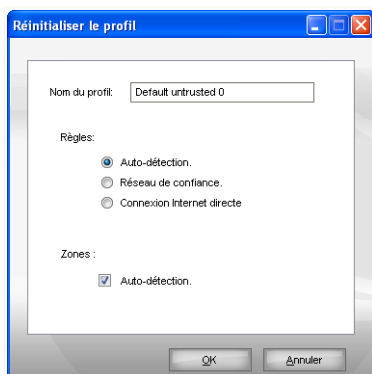 Réinitialiser le profil
Nom du profil: Default untrusted 0
Règles:
Auto-détection.
Réseau de confiance.
Connexion Internet directe
Zones :
Auto-détection.
OK Annuler